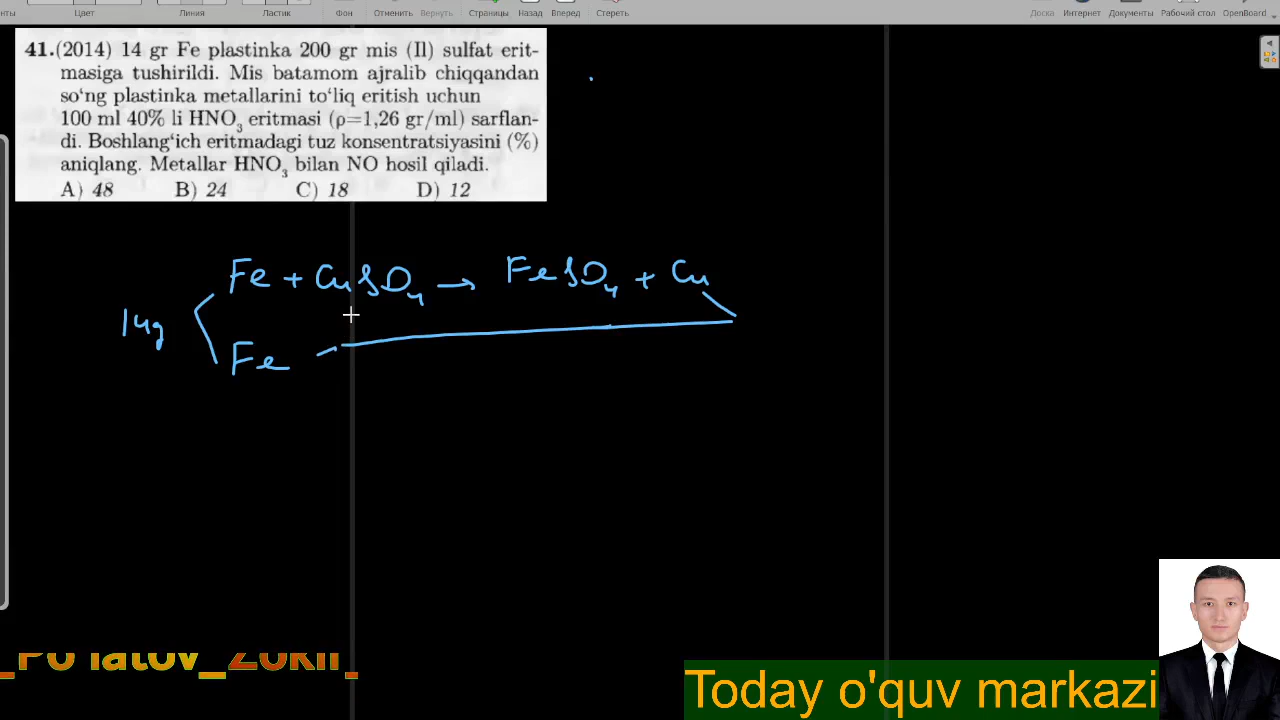 нты Цвет Линия Ластик Фон Отменить Вернуть Страницы Назад Вперед Стереть Доска Интернет Документы Рабочий стол OpenBoard
41.(2014) 14 gr Fe plastinka 200 gr mis (II) sulfat erit-
masiga tushirildi. Mis batamom ajralib chiqqandan
so‘ng plastinka metallarini to‘liq eritish uchun
100 ml 40% li HNO₃ eritmasi (ρ=1,26 gr/ml) sarflan-
di. Boshlang‘ich eritmadagi tuz konsentratsiyasini (%)
aniqlang. Metallar HNO₃ bilan NO hosil qiladi.
A) 48 B) 24 C) 18 D) 12
Fe + CuSO₄ → FeSO₄ + Cu
14g
Fe
Today o'quv markazi